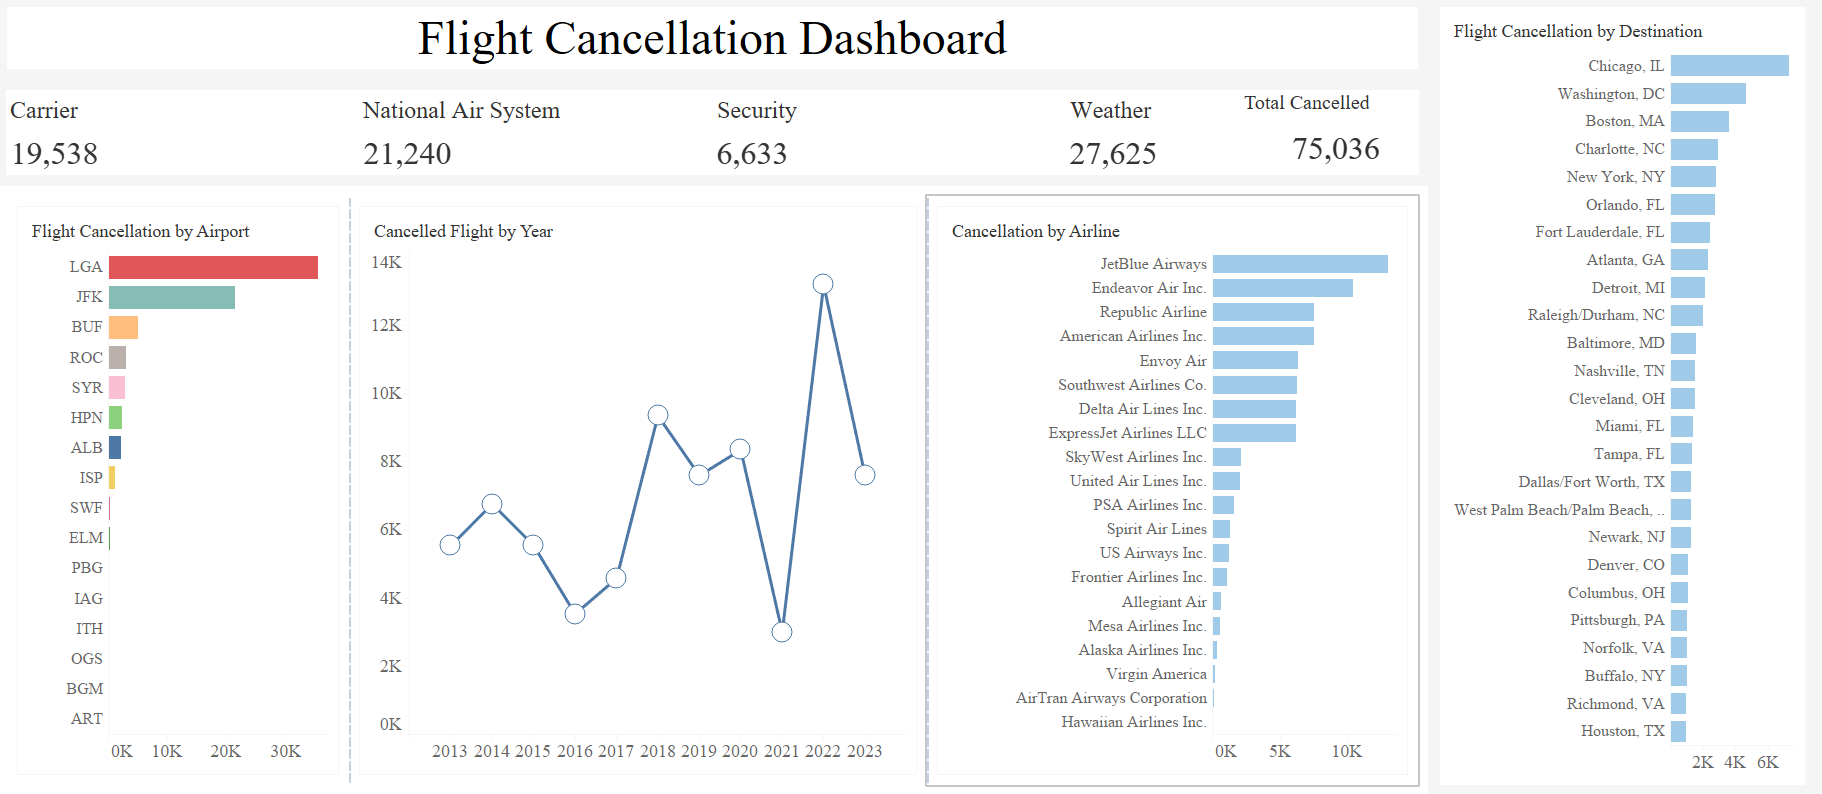 Flight Cancellation Dashboard
Carrier
19,538
National Air System
21,240
Security
6,633
Weather
27,625
Total Cancelled
75,036
Flight Cancellation by Airport
LGA
JFK
BUF
ROC
SYR
HPN
ALB
ISP
SWF
ELM
PBG
IAG
ITH
OGS
BGM
ART
0K 10K 20K 30K
Cancelled Flight by Year
14K
12K
10K
8K
6K
4K
2K
0K
2013 2014 2015 2016 2017 2018 2019 2020 2021 2022 2023
Cancellation by Airline
JetBlue Airways
Endeavor Air Inc.
Republic Airline
American Airlines Inc.
Envoy Air
Southwest Airlines Co.
Delta Air Lines Inc.
ExpressJet Airlines LLC
SkyWest Airlines Inc.
United Air Lines Inc.
PSA Airlines Inc.
Spirit Air Lines
US Airways Inc.
Frontier Airlines Inc.
Allegiant Air
Mesa Airlines Inc.
Alaska Airlines Inc.
Virgin America
AirTran Airways Corporation
Hawaiian Airlines Inc.
0K 5K 10K
Flight Cancellation by Destination
Chicago, IL
Washington, DC
Boston, MA
Charlotte, NC
New York, NY
Orlando, FL
Fort Lauderdale, FL
Atlanta, GA
Detroit, MI
Raleigh/Durham, NC
Baltimore, MD
Nashville, TN
Cleveland, OH
Miami, FL
Tampa, FL
Dallas/Fort Worth, TX
West Palm Beach/Palm Beach, ..
Newark, NJ
Denver, CO
Columbus, OH
Pittsburgh, PA
Norfolk, VA
Buffalo, NY
Richmond, VA
Houston, TX
2K 4K 6K